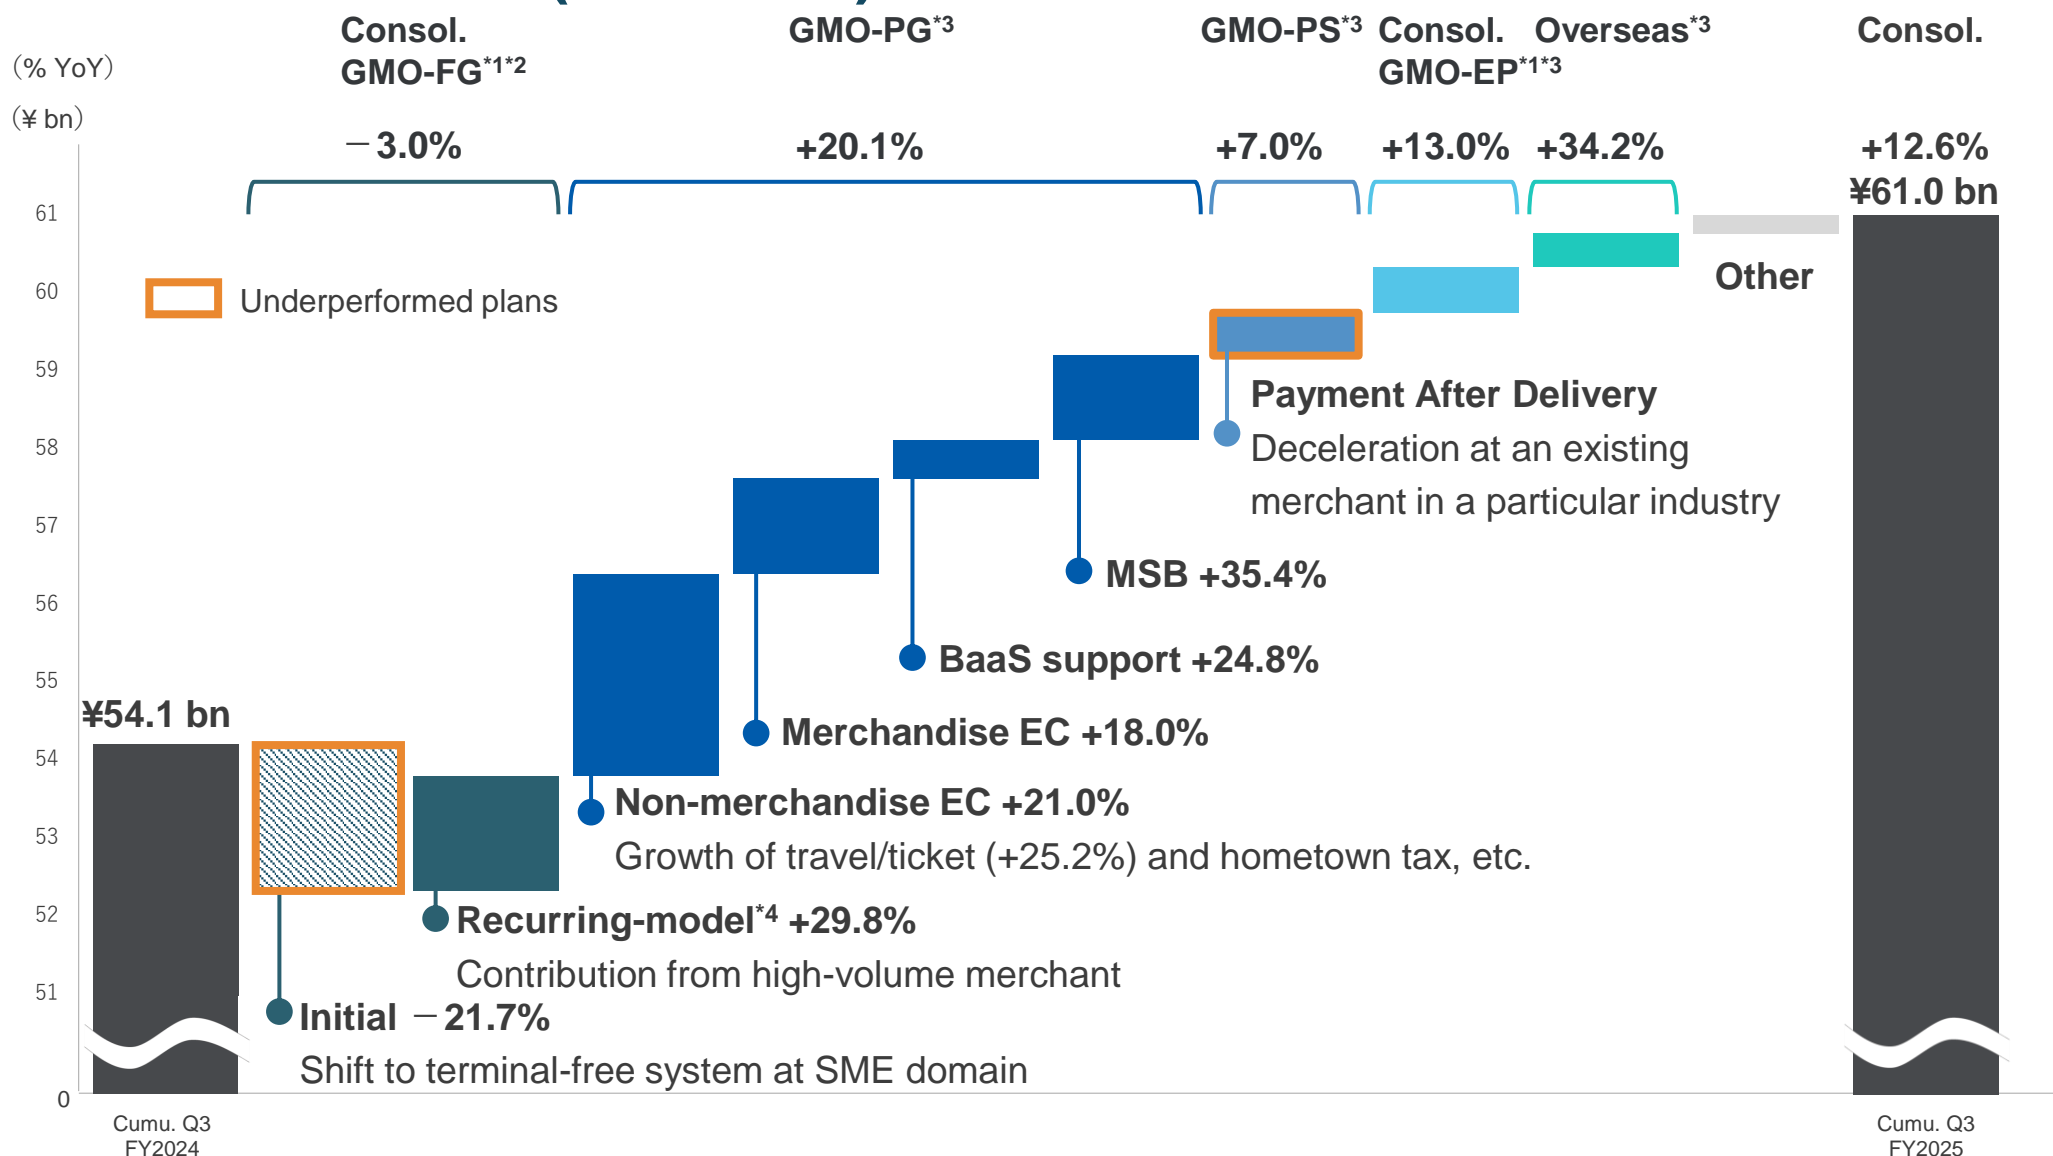 Consol.
GMO-FG*1*2
GMO-PG*3
GMO-PS*3
Consol.
GMO-EP*1*3
Overseas*3
Consol.
(% YoY)
(¥ bn)
－3.0%
+20.1%
+7.0%
+13.0%
+34.2%
+12.6%
¥61.0 bn
61
60
59
58
57
56
55
54
53
52
51
0
Underperformed plans
Other
Payment After Delivery
Deceleration at an existing
merchant in a particular industry
MSB +35.4%
BaaS support +24.8%
¥54.1 bn
Merchandise EC +18.0%
Non-merchandise EC +21.0%
Growth of travel/ticket (+25.2%) and hometown tax, etc.
Recurring-model*4 +29.8%
Contribution from high-volume merchant
Initial －21.7%
Shift to terminal-free system at SME domain
Cumu. Q3
FY2024
Cumu. Q3
FY2025